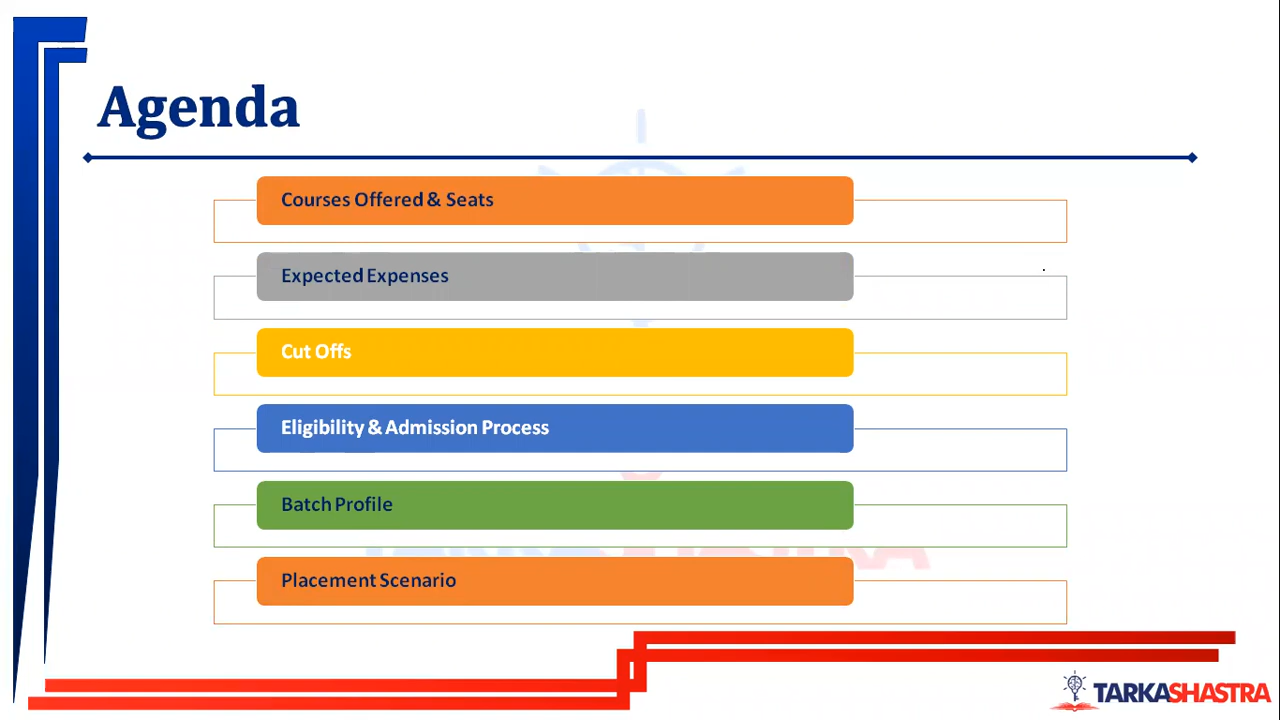 Agenda
Courses Offered & Seats
Expected Expenses
Cut Offs
Eligibility & Admission Process
Batch Profile
Placement Scenario
TARKASHASTRA